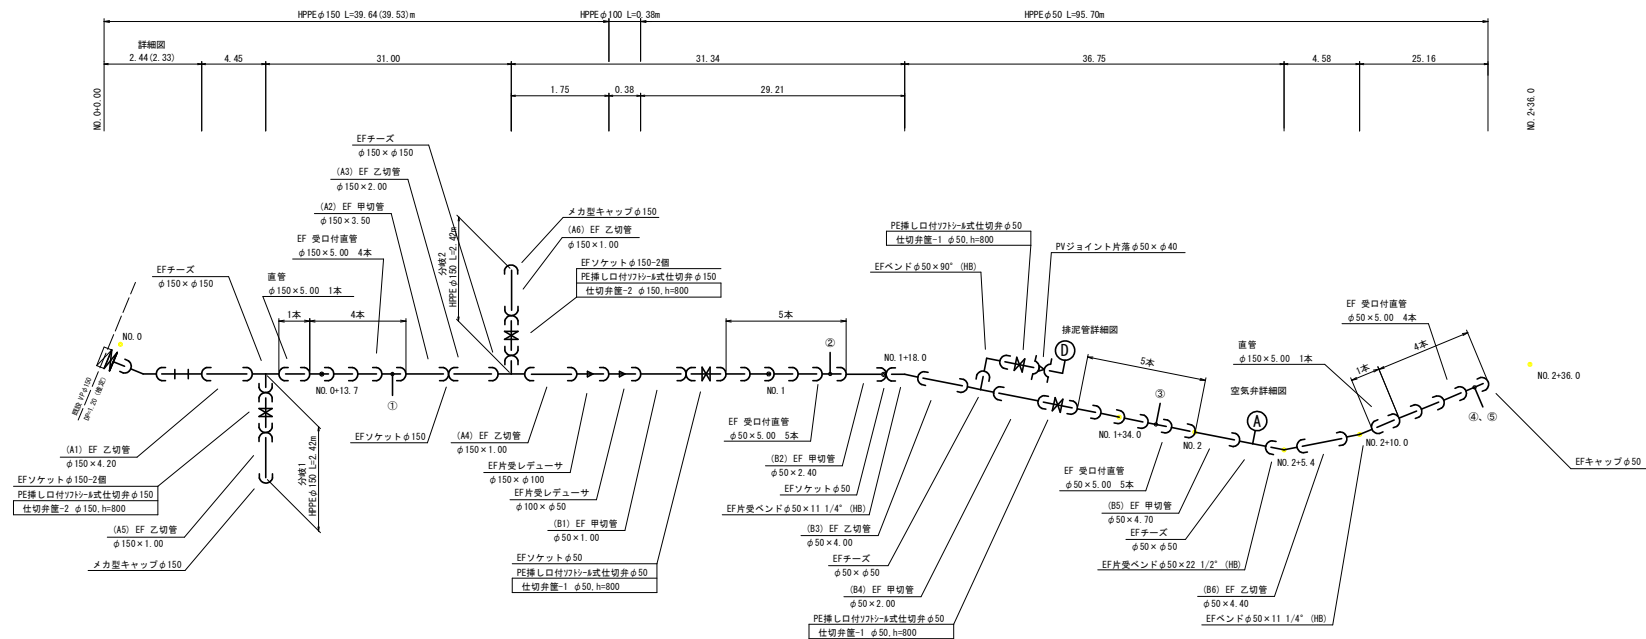 HPPEφ150 L=39.64(39.53)m
HPPEφ100 L=0.38m
HPPEφ50 L=95.70m
詳細図
2.44(2.33)
4.45
31.00
31.34
36.75
4.58
25.16
1.75
0.38
29.21
NO.0+0.00
NO.2+36.0
EFチーズ
φ150×φ150
(A3) EF 乙切管
φ150×2.00
(A2) EF 甲切管
φ150×3.50
EF 受口付直管
φ150×5.00 4本
EFチーズ
φ150×φ150
直管
φ150×5.00 1本
1本
4本
分岐2
HPPEφ150 L=2.42m
メカ型キャップφ150
(A6) EF 乙切管
φ150×1.00
EFソケットφ150-2個
PE挿し口付ソフトシール式仕切弁φ150
仕切弁筐-2 φ150,h=800
5本
②
NO.1+18.0
PE挿し口付ソフトシール式仕切弁φ50
仕切弁筐-1 φ50,h=800
EFベンドφ50×90° (HB)
PVジョイント片落φ50×φ40
排泥管詳細図
D
5本
③
空気弁詳細図
A
EF 受口付直管
φ50×5.00 4本
直管
φ150×5.00 1本
1本
4本
NO.2+36.0
NO.0
既設 VPφ150
DP=1.20 (推定)
NO.0+13.7
①
NO.1
NO.1+34.0
NO.2
NO.2+5.4
NO.2+10.0
④、⑤
EFキャップφ50
(A1) EF 乙切管
φ150×4.20
EFソケットφ150-2個
PE挿し口付ソフトシール式仕切弁φ150
仕切弁筐-2 φ150,h=800
(A5) EF 乙切管
φ150×1.00
メカ型キャップφ150
分岐1
HPPEφ150 L=2.42m
EFソケットφ150
(A4) EF 乙切管
φ150×1.00
EF片受レデューサ
φ150×φ100
EF片受レデューサ
φ100×φ50
(B1) EF 甲切管
φ50×1.00
EFソケットφ50
PE挿し口付ソフトシール式仕切弁φ50
仕切弁筐-1 φ50,h=800
EF 受口付直管
φ50×5.00 5本
(B2) EF 甲切管
φ50×2.40
EFソケットφ50
EF片受ベンドφ50×11 1/4° (HB)
(B3) EF 乙切管
φ50×4.00
EFチーズ
φ50×φ50
(B4) EF 甲切管
φ50×2.00
PE挿し口付ソフトシール式仕切弁φ50
仕切弁筐-1 φ50,h=800
EF 受口付直管
φ50×5.00 5本
(B5) EF 甲切管
φ50×4.70
EFチーズ
φ50×φ50
EF片受ベンドφ50×22 1/2° (HB)
(B6) EF 乙切管
φ50×4.40
EFベンドφ50×11 1/4° (HB)